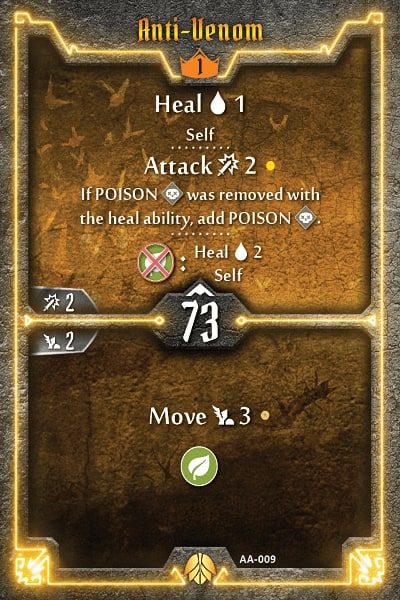 Anti-Venom
1
Heal 1
Self
Attack 2
If POISON was removed with
the heal ability, add POISON .
: Heal 2
Self
2
73
2
Move 3
AA-009